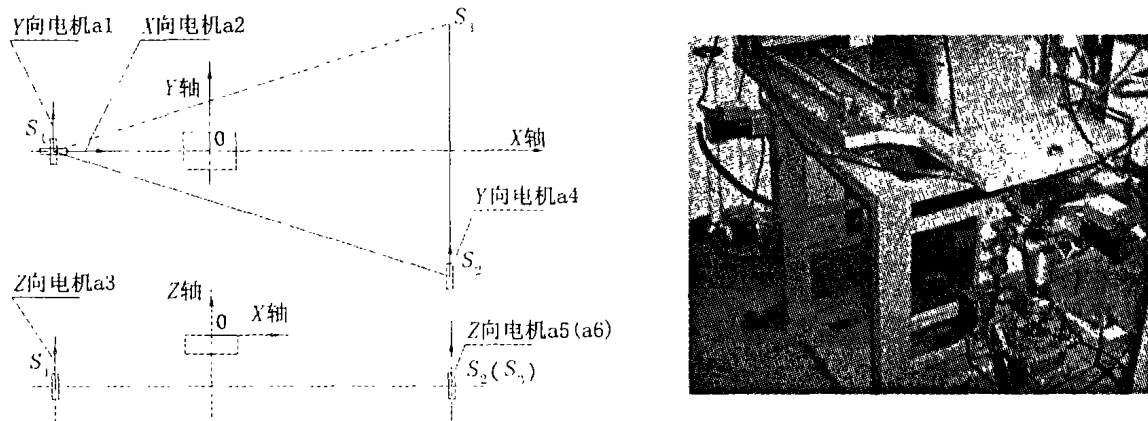 Y向电机a1
X向电机a2
S₃
Y轴
S₁
0
X轴
Y向电机a4
S₂
Z向电机a3
Z轴
0
X轴
Z向电机a5(a6)
S₁
S₂(S₃)